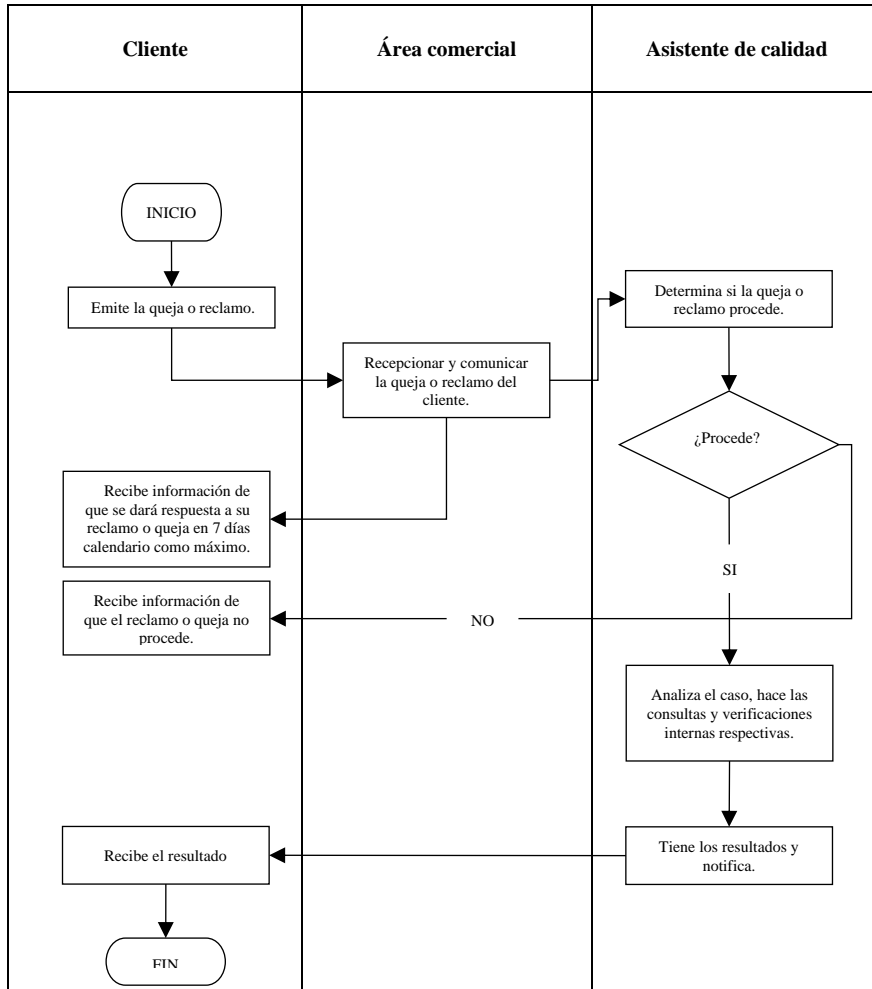 Cliente
Área comercial
Asistente de calidad
INICIO
Emite la queja o reclamo.
Recepcionar y comunicar
la queja o reclamo del
cliente.
Determina si la queja o
reclamo procede.
¿Procede?
Recibe información de
que se dará respuesta a su
reclamo o queja en 7 días
calendario como máximo.
SI
Recibe información de
que el reclamo o queja no
procede.
NO
Analiza el caso, hace las
consultas y verificaciones
internas respectivas.
Tiene los resultados y
notifica.
Recibe el resultado
FIN